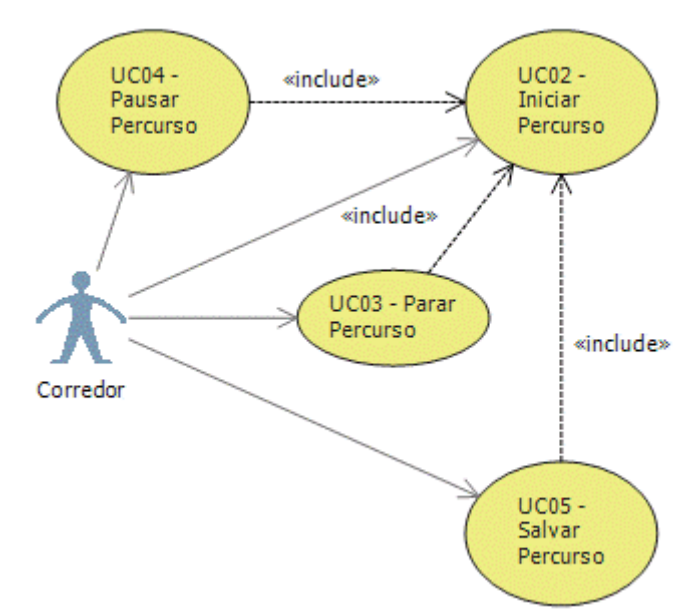 UC04 -
Pausar
Percurso
«include»
UC02 -
Iniciar
Percurso
«include»
UC03 - Parar
Percurso
«include»
Corredor
UC05 -
Salvar
Percurso